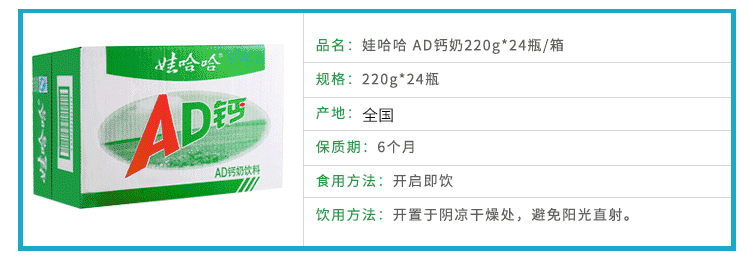 娃哈哈
AD钙
AD钙奶饮料
娃哈哈
品名：娃哈哈 AD钙奶220g*24瓶/箱
规格：220g*24瓶
产地：全国
保质期：6个月
食用方法：开启即饮
饮用方法：开置于阴凉干燥处，避免阳光直射。